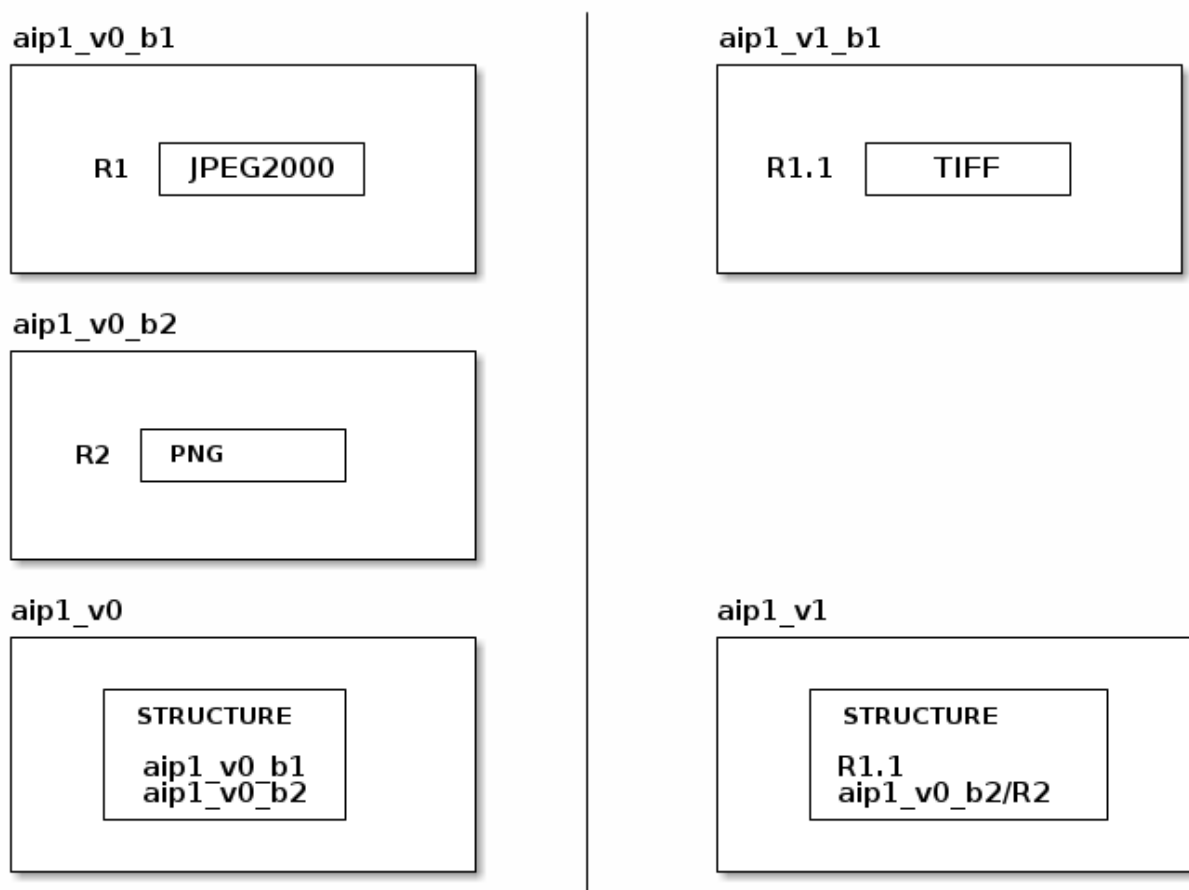 aip1_v0_b1
R1 JPEG2000
aip1_v0_b2
R2 PNG
aip1_v0
STRUCTURE
aip1_v0_b1
aip1_v0_b2
aip1_v1_b1
R1.1 TIFF
aip1_v1
STRUCTURE
R1.1
aip1_v0_b2/R2